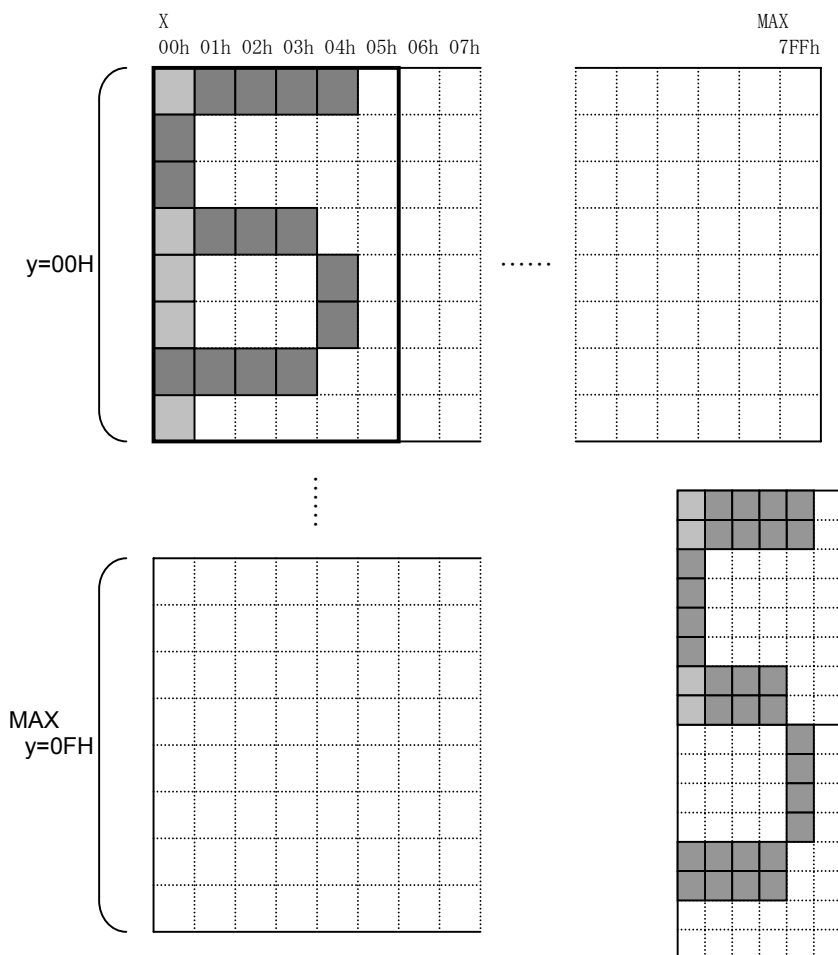 X MAX
00h 01h 02h 03h 04h 05h 06h 07h 7FFh
y=00H
......
......
MAX
y=0FH